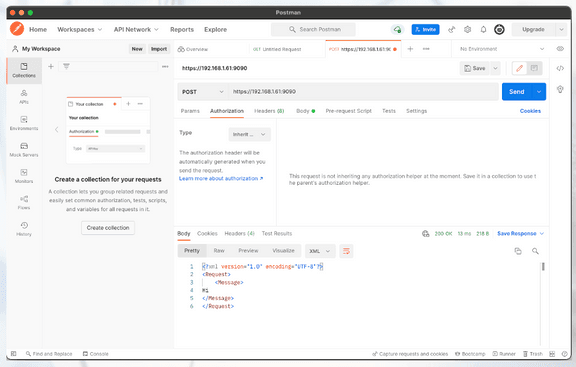 Postman
Home Workspaces API Network Reports Explore
Search Postman
Invite
Upgrade
My Workspace
New Import
Overview
GET Untitled Request
POST https://192.168.1.61:90
No Environment
Collections
APIs
Environments
Mock Servers
Monitors
Flows
History
Your collection
Your collection
Authorization
Type
Create a collection for your requests
A collection lets you group related requests and
easily set common authorization, tests, scripts,
and variables for all requests in it.
Create collection
https://192.168.1.61:9090
Save
POST
https://192.168.1.61:9090
Send
Params Authorization Headers (8) Body Pre-request Script Tests Settings
Cookies
Type
Inherit ...
The authorization header will be
automatically generated when you
send the request.
Learn more about authorization ↗
This request is not inheriting any authorization helper at the moment. Save it in a collection to use t
he parent's authorization helper.
Body Cookies Headers (4) Test Results
200 OK 13 ms 218 B Save Response
Pretty Raw Preview Visualize XML
1 <?xml version="1.0" encoding="UTF-8"?>
2 <Request>
3 <Message>
4 Hi
5 </Message>
6 </Request>
Find and Replace Console
Capture requests and cookies Bootcamp Runner Trash